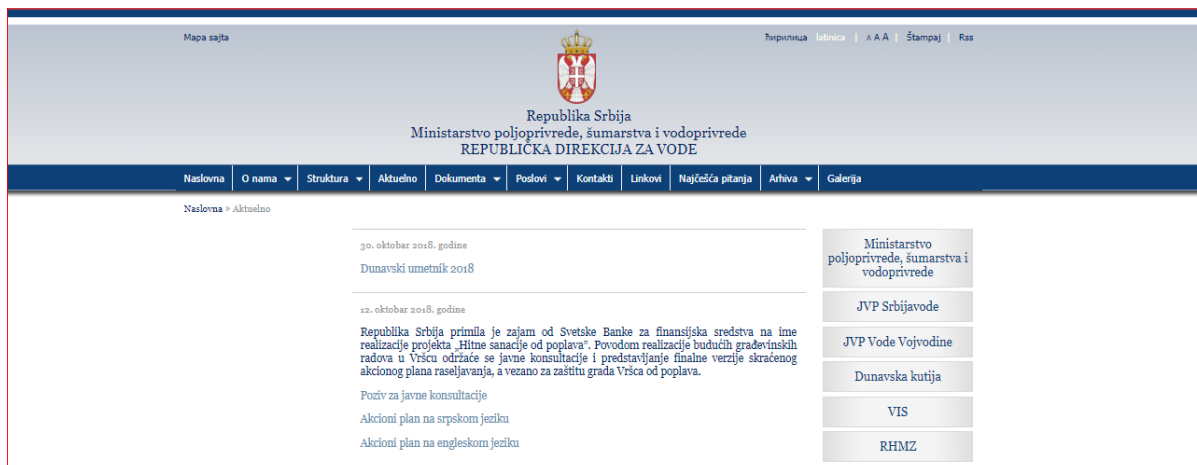 Mapa sajta
Ћирилица latinica | A A A | Štampaj | Rss
Republika Srbija
Ministarstvo poljoprivrede, šumarstva i vodoprivrede
REPUBLIČKA DIREKCIJA ZA VODE
Naslovna O nama Struktura Aktuelno Dokumenta Poslovi Kontakti Linkovi Najčešća pitanja Arhiva Galerija
Naslovna » Aktuelno
30. oktobar 2018. godine
Dunavski umetnik 2018
12. oktobar 2018. godine
Republika Srbija primila je zajam od Svetske Banke za finansijska sredstva na ime
realizacije projekta „Hitne sanacije od poplava“. Povodom realizacije budućih građevinskih
radova u Vršcu održaće se javne konsultacije i predstavljanje finalne verzije skraćenog
akcionog plana raseljavanja, a vezano za zaštitu grada Vršca od poplava.
Poziv za javne konsultacije
Akcioni plan na srpskom jeziku
Akcioni plan na engleskom jeziku
Ministarstvo
poljoprivrede, šumarstva i
vodoprivrede
JVP Srbijavode
JVP Vode Vojvodine
Dunavska kutija
VIS
RHMZ